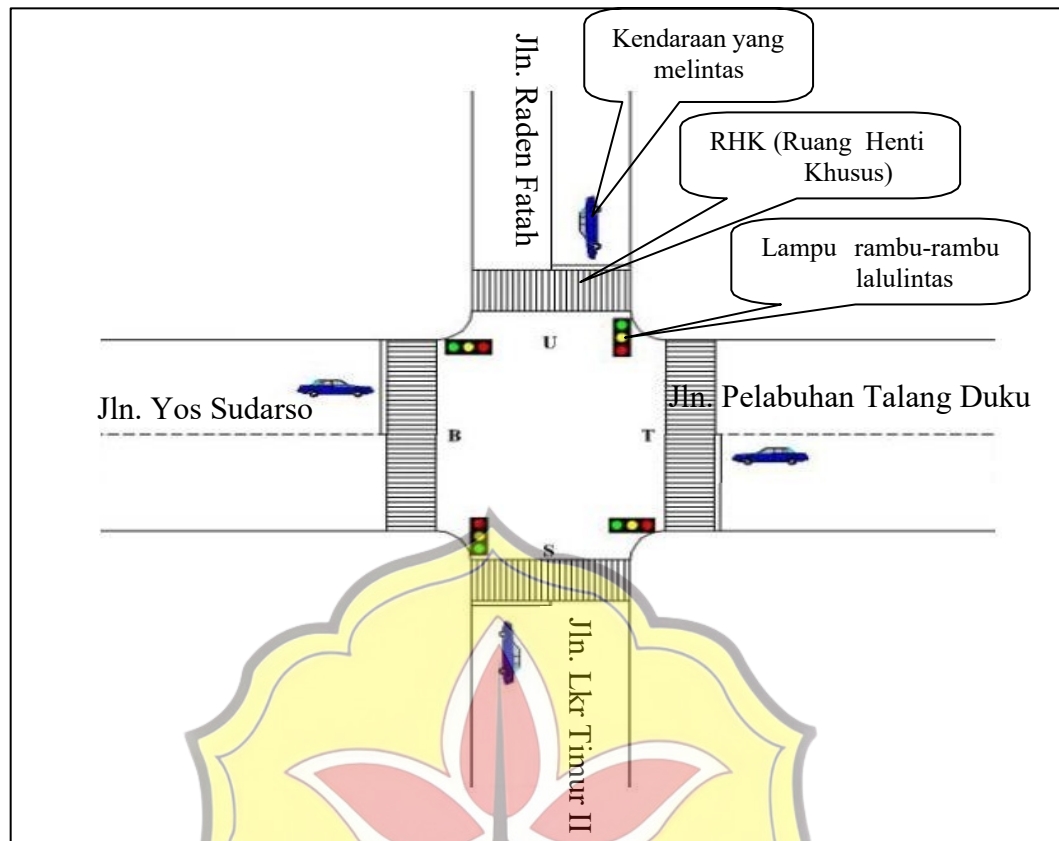 Jln. Raden Fatah
Kendaraan yang
melintas
RHK (Ruang Henti
Khusus)
Lampu rambu-rambu
lalulintas
U
Jln. Yos Sudarso
Jln. Pelabuhan Talang Duku
B
T
S
Jln. Lkr Timur II